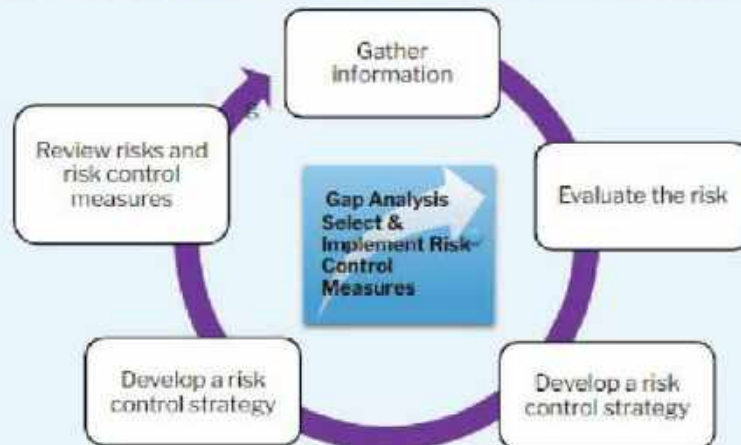 Gather
information
Evaluate the risk
Develop a risk
control strategy
Develop a risk
control strategy
Review risks and
risk control
measures
Gap Analysis
Select &
Implement Risk
Control
Measures